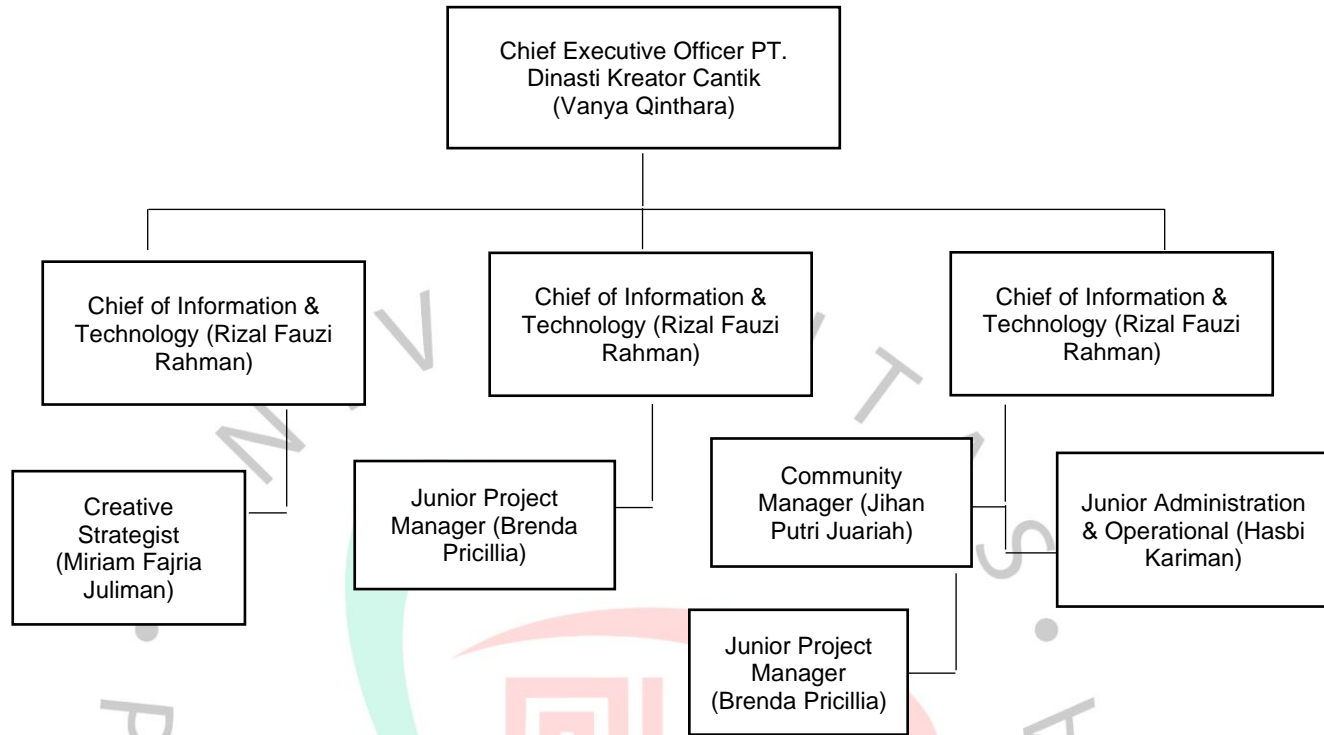 Chief Executive Officer PT.
Dinasti Kreator Cantik
(Vanya Qinthara)
Chief of Information &
Technology (Rizal Fauzi
Rahman)
Chief of Information &
Technology (Rizal Fauzi
Rahman)
Chief of Information &
Technology (Rizal Fauzi
Rahman)
Creative
Strategist
(Miriam Fajria
Juliman)
Junior Project
Manager (Brenda
Pricillia)
Community
Manager (Jihan
Putri Juariah)
Junior Administration
& Operational (Hasbi
Kariman)
Junior Project
Manager
(Brenda Pricillia)